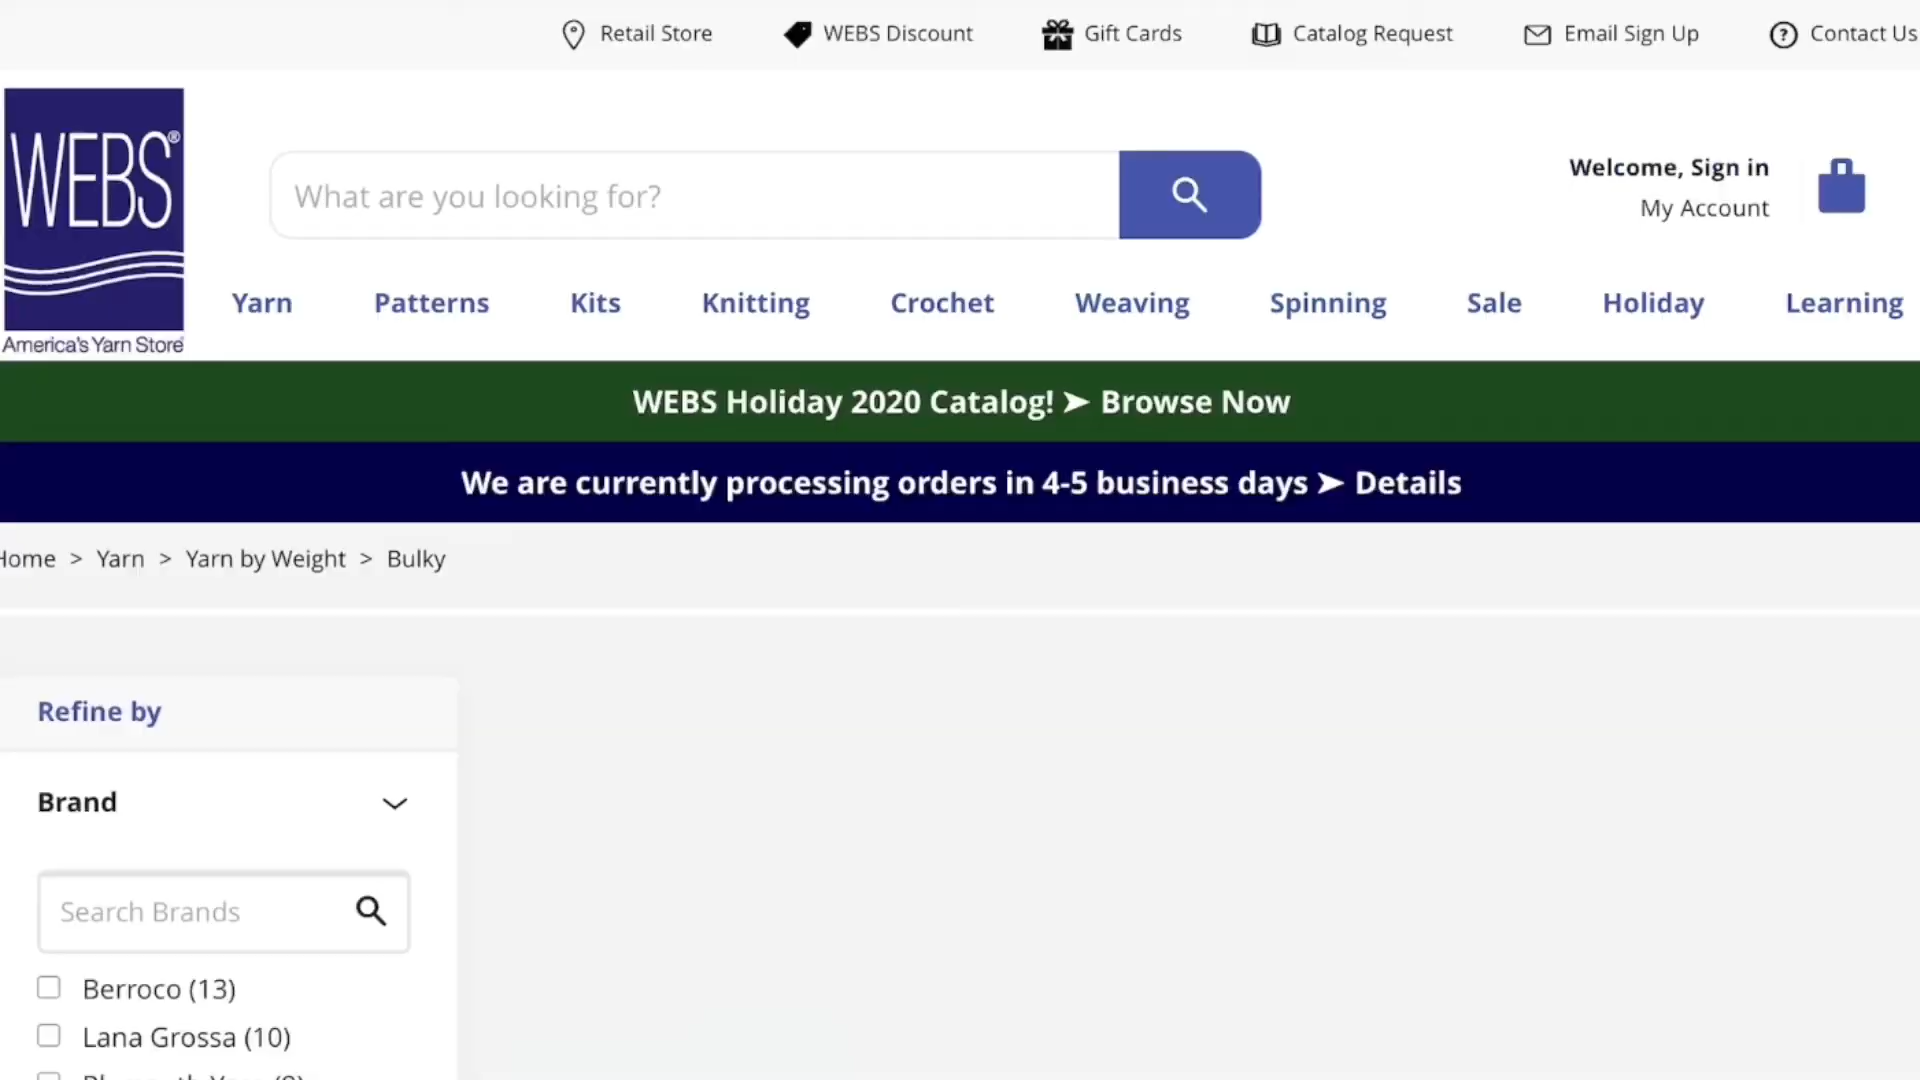 Retail Store WEBS Discount Gift Cards Catalog Request Email Sign Up Contact Us
WEBS®
America's Yarn Store
What are you looking for?
Welcome, Sign in
My Account
Yarn Patterns Kits Knitting Crochet Weaving Spinning Sale Holiday Learning
WEBS Holiday 2020 Catalog! ➤ Browse Now
We are currently processing orders in 4-5 business days ➤ Details
Home > Yarn > Yarn by Weight > Bulky
Refine by
Brand
Search Brands
Berroco (13)
Lana Grossa (10)